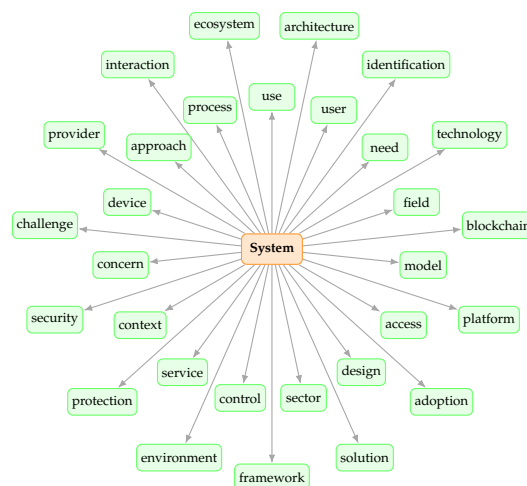 ecosystem
architecture
interaction
identification
use
process
user
provider
approach
need
technology
device
field
challenge
blockchain
System
concern
model
security
context
access
platform
service
design
protection
control
sector
adoption
environment
solution
framework